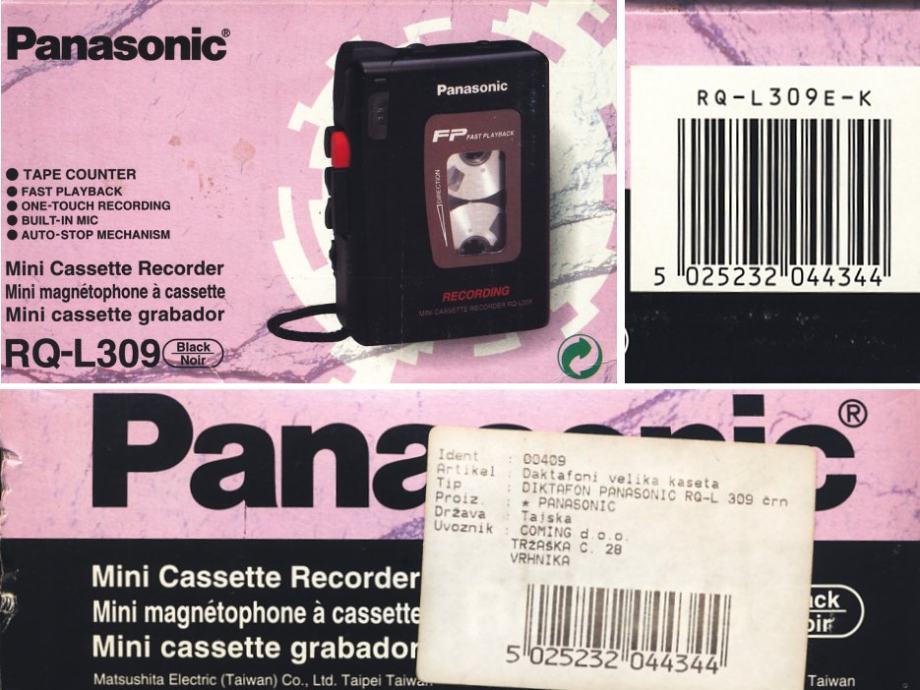 Panasonic®
TAPE COUNTER
FAST PLAYBACK
ONE-TOUCH RECORDING
BUILT-IN MIC
AUTO-STOP MECHANISM
Mini Cassette Recorder
Mini magnétophone à cassette
Mini cassette grabador
RQ-L309 Black
Noir
Panasonic
FP FAST PLAYBACK
DIRECTION
RECORDING
MINI CASSETTE RECORDER RQ-L309
RQ-L309E-K
5 025232 044344
Panasonic®
Ident : 00409
Artikel : Daktafoni velika kaseta
Tip : DIKTAFON PANASONIC RQ-L 309 črn
Proiz. : * PANASONIC
Država : Tajska
Uvoznik : COMING d.o.o.
TRŽAŠKA C. 28
VRHNIKA
5 025232 044344
Mini Cassette Recorder
Mini magnétophone à cassette
Mini cassette grabador
Matsushita Electric (Taiwan) Co., Ltd. Taipei Taiwan
Taiwan